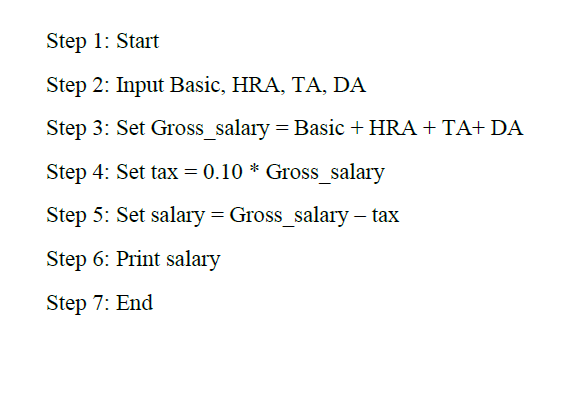 Step 1: Start
Step 2: Input Basic, HRA, TA, DA
Step 3: Set Gross_salary = Basic + HRA + TA+ DA
Step 4: Set tax = 0.10 * Gross_salary
Step 5: Set salary = Gross_salary – tax
Step 6: Print salary
Step 7: End